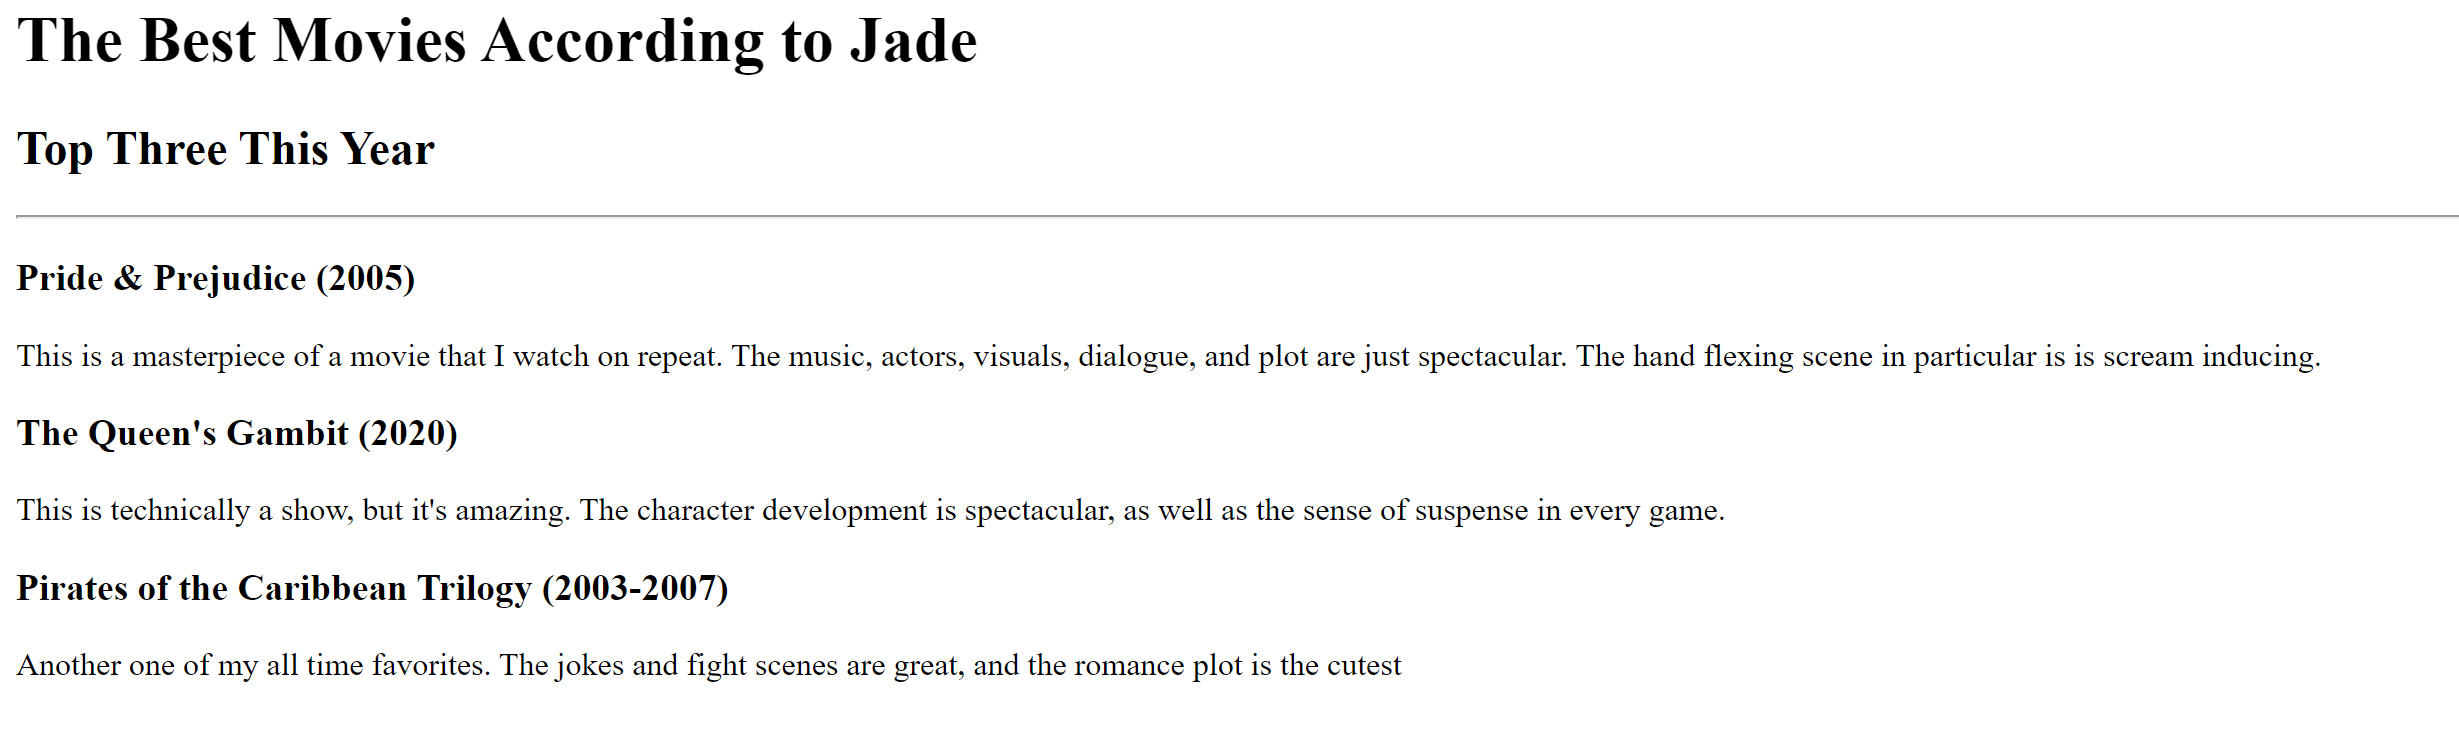 The Best Movies According to Jade
Top Three This Year
Pride & Prejudice (2005)
This is a masterpiece of a movie that I watch on repeat. The music, actors, visuals, dialogue, and plot are just spectacular. The hand flexing scene in particular is is scream inducing.
The Queen's Gambit (2020)
This is technically a show, but it's amazing. The character development is spectacular, as well as the sense of suspense in every game.
Pirates of the Caribbean Trilogy (2003-2007)
Another one of my all time favorites. The jokes and fight scenes are great, and the romance plot is the cutest